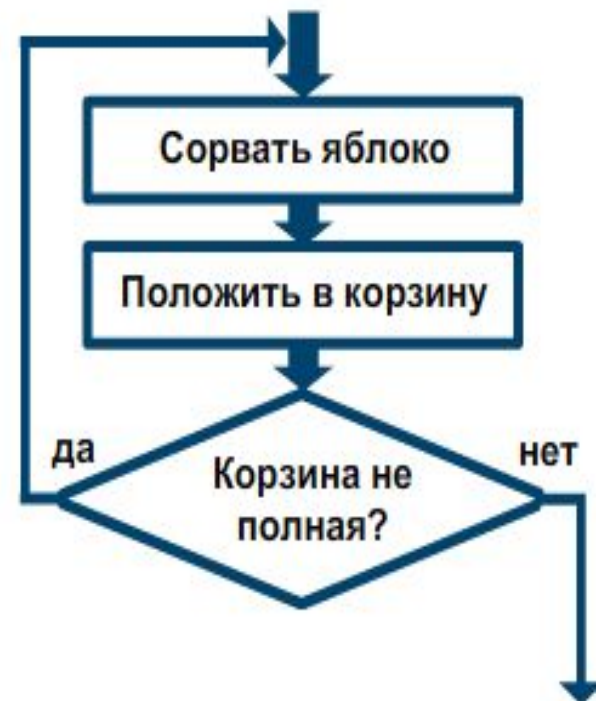 Сорвать яблоко
Положить в корзину
да
нет
Корзина не
полная?